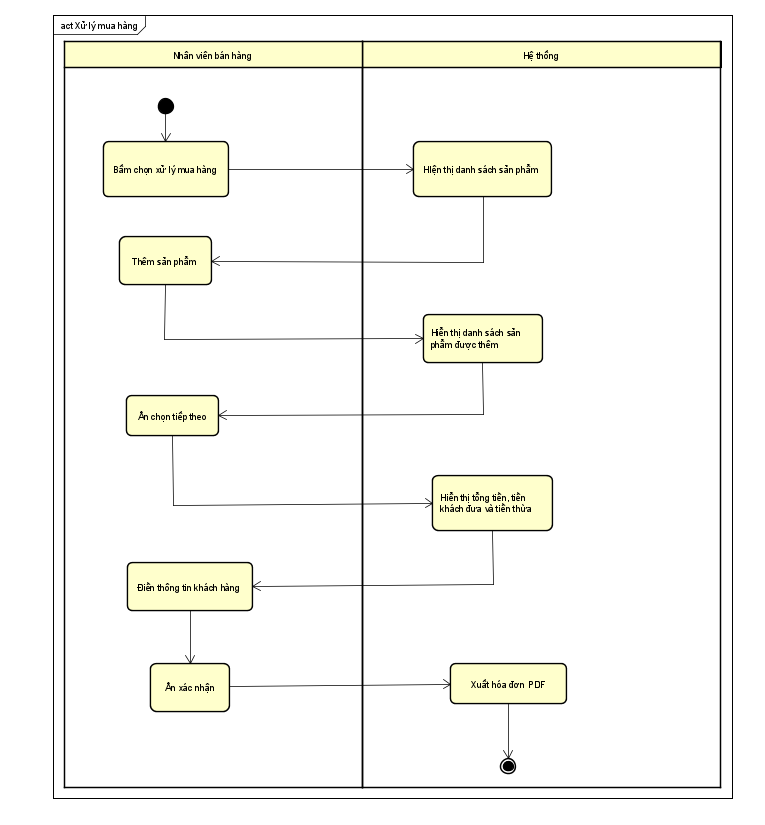 act Xử lý mua hàng
Nhân viên bán hàng
Hệ thống
Bấm chọn xử lý mua hàng
Hiện thị danh sách sản phẩm
Thêm sản phẩm
Hiển thị danh sách sản
phẩm được thêm
Ấn chọn tiếp theo
Hiển thị tổng tiền, tiền
khách đưa và tiền thừa
Điền thông tin khách hàng
Ấn xác nhận
Xuất hóa đơn PDF